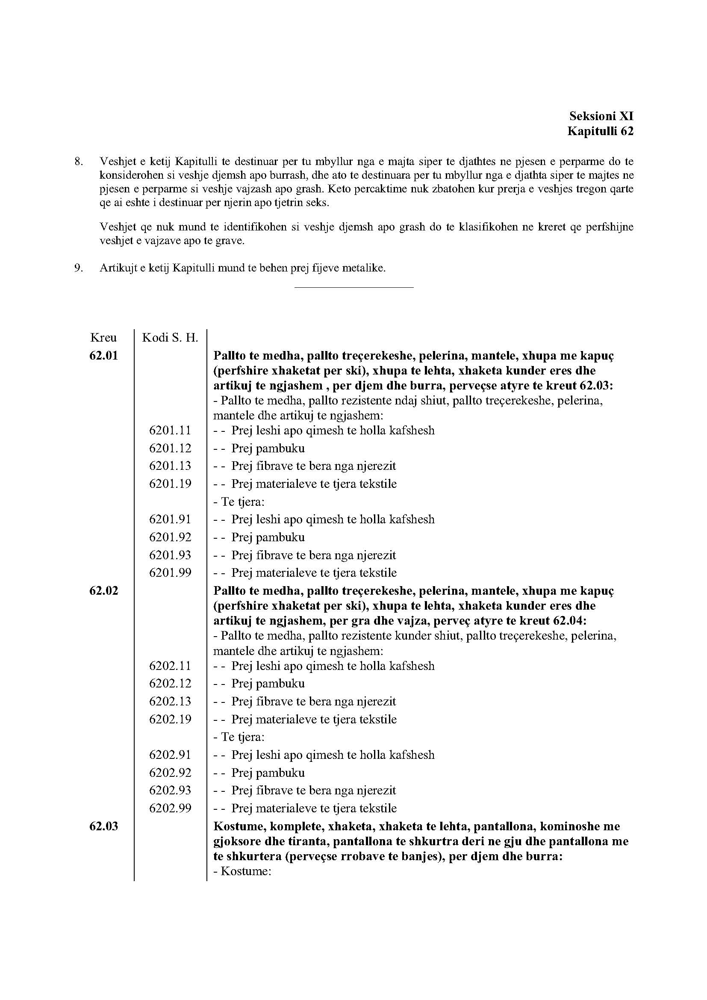 Seksioni XI
Kapitulli 62
8. Veshjet e ketij Kapitulli te destinuar per tu mbyllur nga e majta siper te djathtes ne pjesen e perparme do te
konsiderohen si veshje djemsh apo burrash, dhe ato te destinuara per tu mbyllur nga e djathta siper te majtes ne
pjesen e perparme si veshje vajzash apo grash. Keto percaktime nuk zbatohen kur prerja e veshjes tregon qarte
qe ai eshte i destinuar per njerin apo tjetrin seks.
Veshjet qe nuk mund te identifikohen si veshje djemsh apo grash do te klasifikohen ne kreret qe perfshijne
veshjet e vajzave apo te grave.
9. Artikujt e ketij Kapitulli mund te behen prej fijeve metalike.
Kreu Kodi S. H.
62.01 Pallto te medha, pallto treçerekeshe, pelerina, mantele, xhupa me kapuç
(perfshire xhaketat per ski), xhupa te lehta, xhaketa kunder eres dhe
artikuj te ngjashem , per djem dhe burra, perveçse atyre te kreut 62.03:
- Pallto te medha, pallto rezistente ndaj shiut, pallto treçerekeshe, pelerina,
mantele dhe artikuj te ngjashem:
6201.11 - - Prej leshi apo qimesh te holla kafshesh
6201.12 - - Prej pambuku
6201.13 - - Prej fibrave te bera nga njerezit
6201.19 - - Prej materialeve te tjera tekstile
- Te tjera:
6201.91 - - Prej leshi apo qimesh te holla kafshesh
6201.92 - - Prej pambuku
6201.93 - - Prej fibrave te bera nga njerezit
6201.99 - - Prej materialeve te tjera tekstile
62.02 Pallto te medha, pallto treçerekeshe, pelerina, mantele, xhupa me kapuç
(perfshire xhaketat per ski), xhupa te lehta, xhaketa kunder eres dhe
artikuj te ngjashem, per gra dhe vajza, perveç atyre te kreut 62.04:
- Pallto te medha, pallto rezistente kunder shiut, pallto treçerekeshe, pelerina,
mantele dhe artikuj te ngjashem:
6202.11 - - Prej leshi apo qimesh te holla kafshesh
6202.12 - - Prej pambuku
6202.13 - - Prej fibrave te bera nga njerezit
6202.19 - - Prej materialeve te tjera tekstile
- Te tjera:
6202.91 - - Prej leshi apo qimesh te holla kafshesh
6202.92 - - Prej pambuku
6202.93 - - Prej fibrave te bera nga njerezit
6202.99 - - Prej materialeve te tjera tekstile
62.03 Kostume, komplete, xhaketa, xhaketa te lehta, pantallona, kominoshe me
gjoksore dhe tiranta, pantallona te shkurtra deri ne gju dhe pantallona me
te shkurtera (perveçse rrobave te banjes), per djem dhe burra:
- Kostume: